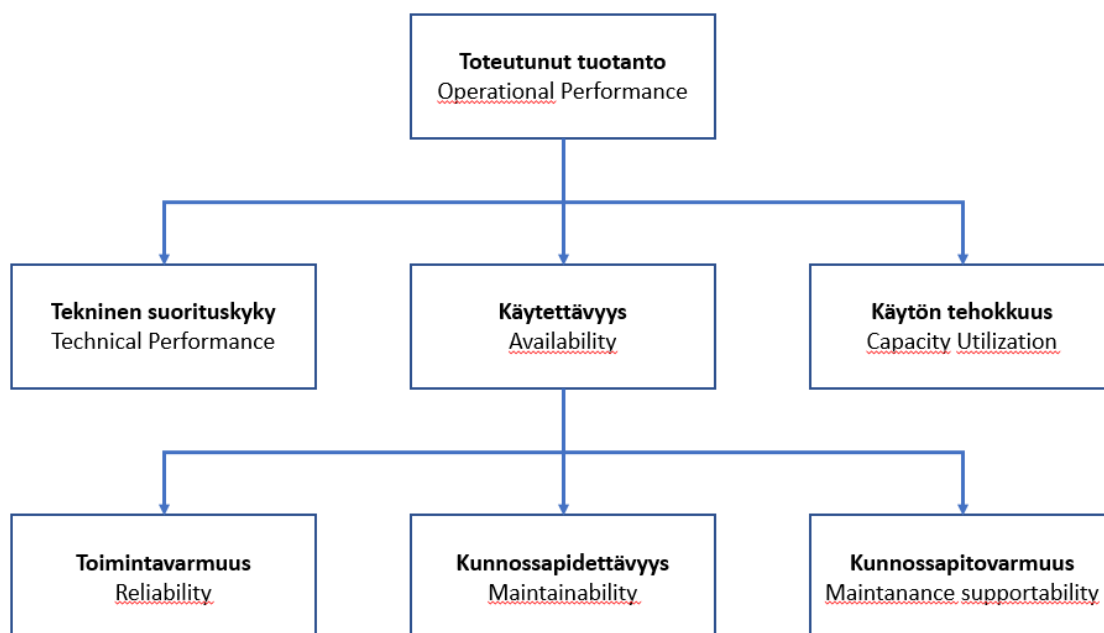 Toteutunut tuotanto
Operational Performance
Tekninen suorituskyky
Technical Performance
Käytettävyys
Availability
Käytön tehokkuus
Capacity Utilization
Toimintavarmuus
Reliability
Kunnossapidettävyys
Maintainability
Kunnossapitovarmuus
Maintanance supportability